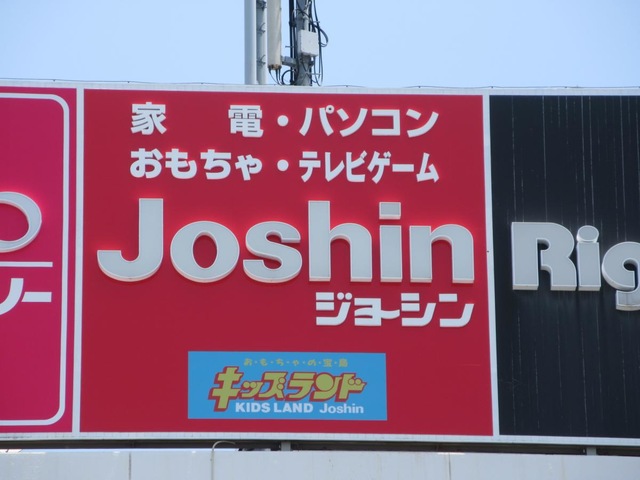 家電・パソコン
おもちゃ・テレビゲーム
Joshin
ジョーシン
お・も・ちゃ・の・宝・島
キッズランド
KIDS LAND Joshin
Rig